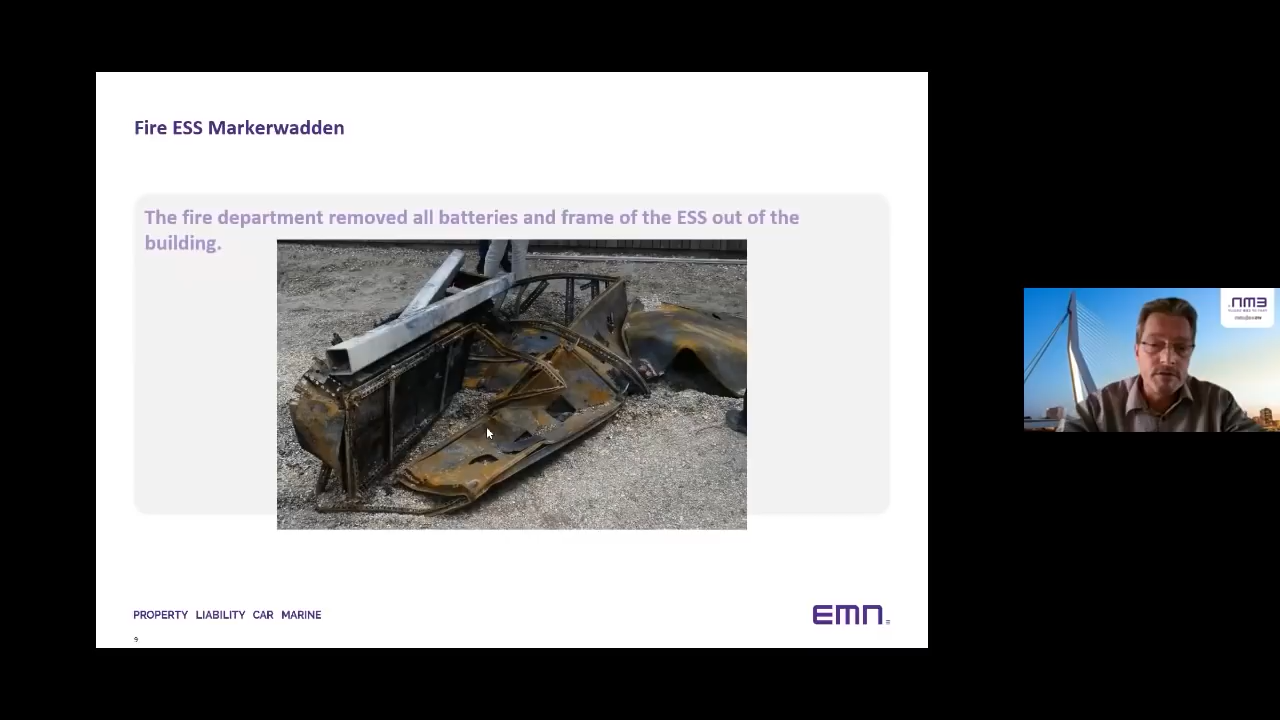 Fire ESS Markerwadden
The fire department removed all batteries and frame of the ESS out of the
building.
PROPERTY LIABILITY CAR MARINE
EMN
9